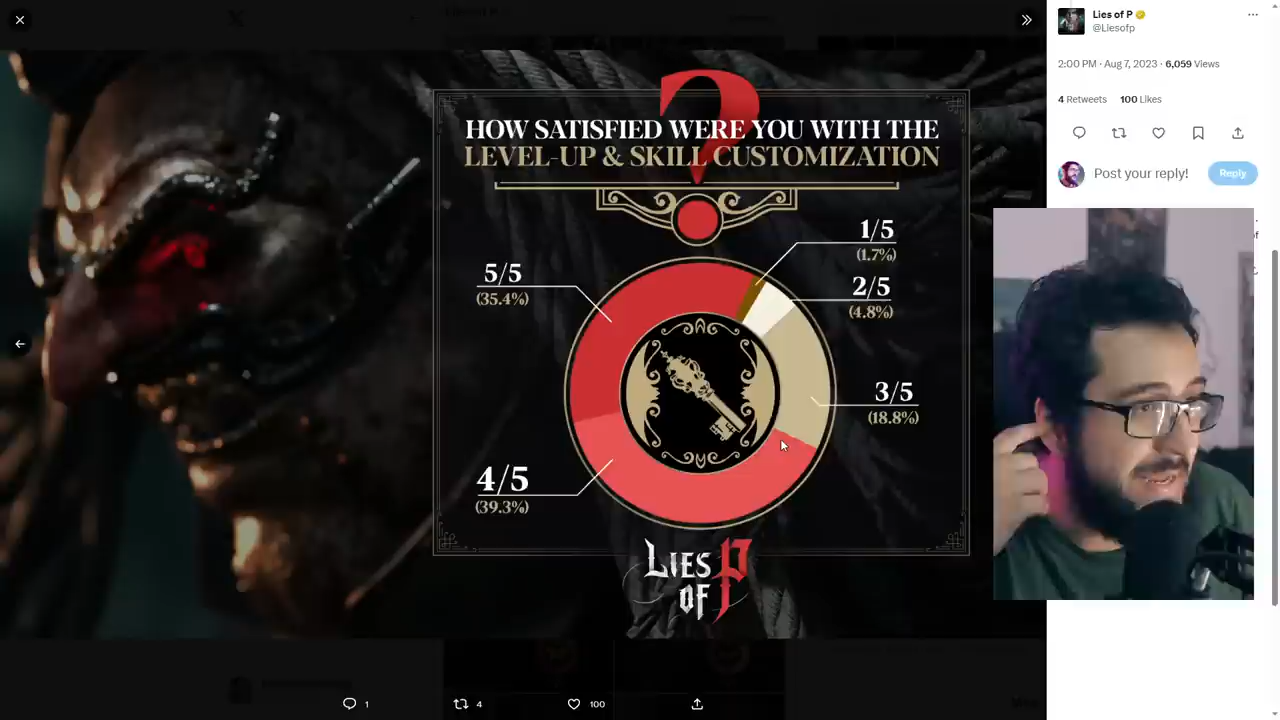 Lies of P
@Liesofp
2:00 PM · Aug 7, 2023 · 6,059 Views
4 Retweets 100 Likes
Post your reply!
Reply
?
HOW SATISFIED WERE YOU WITH THE
LEVEL-UP & SKILL CUSTOMIZATION
1/5
(1.7%)
5/5
(35.4%)
2/5
(4.8%)
3/5
(18.8%)
4/5
(39.3%)
LIES
OF P
1
4
100